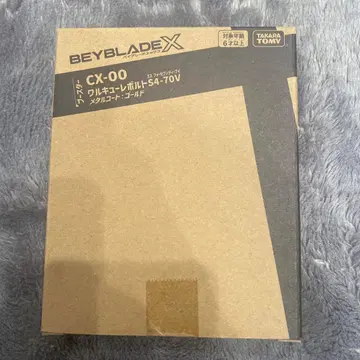 BEYBLADE X
ベイブレードエックス
対象年齢
6才以上
TAKARA
TOMY
ブースター
CX-00
ワルキューレボルトS4-70V
メタルコート:ゴールド